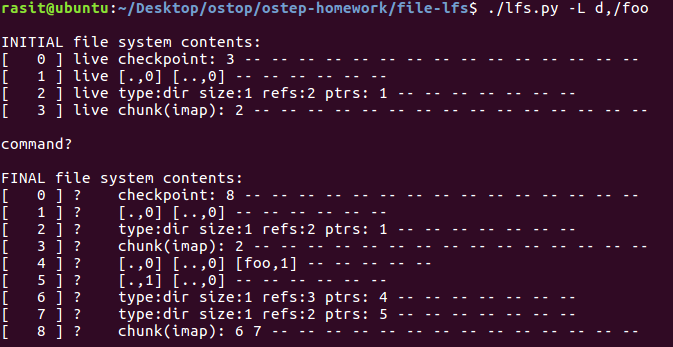 rasit@ubuntu:~/Desktop/ostop/ostep-homework/file-lfs$ ./lfs.py -L d,/foo
INITIAL file system contents:
[   0 ] live checkpoint: 3 -- -- -- -- -- -- -- -- -- -- -- -- -- -- --
[   1 ] live [.,0] [..,0] -- -- -- -- -- --
[   2 ] live type:dir size:1 refs:2 ptrs: 1 -- -- -- -- -- -- --
[   3 ] live chunk(imap): 2 -- -- -- -- -- -- -- -- -- -- -- -- -- -- --
command?
FINAL file system contents:
[   0 ] ?    checkpoint: 8 -- -- -- -- -- -- -- -- -- -- -- -- -- -- --
[   1 ] ?    [.,0] [..,0] -- -- -- -- -- --
[   2 ] ?    type:dir size:1 refs:2 ptrs: 1 -- -- -- -- -- -- --
[   3 ] ?    chunk(imap): 2 -- -- -- -- -- -- -- -- -- -- -- -- -- -- --
[   4 ] ?    [.,0] [..,0] [foo,1] -- -- -- -- --
[   5 ] ?    [.,1] [..,0] -- -- -- -- -- --
[   6 ] ?    type:dir size:1 refs:3 ptrs: 4 -- -- -- -- -- -- --
[   7 ] ?    type:dir size:1 refs:2 ptrs: 5 -- -- -- -- -- -- --
[   8 ] ?    chunk(imap): 6 7 -- -- -- -- -- -- -- -- -- -- -- -- -- --